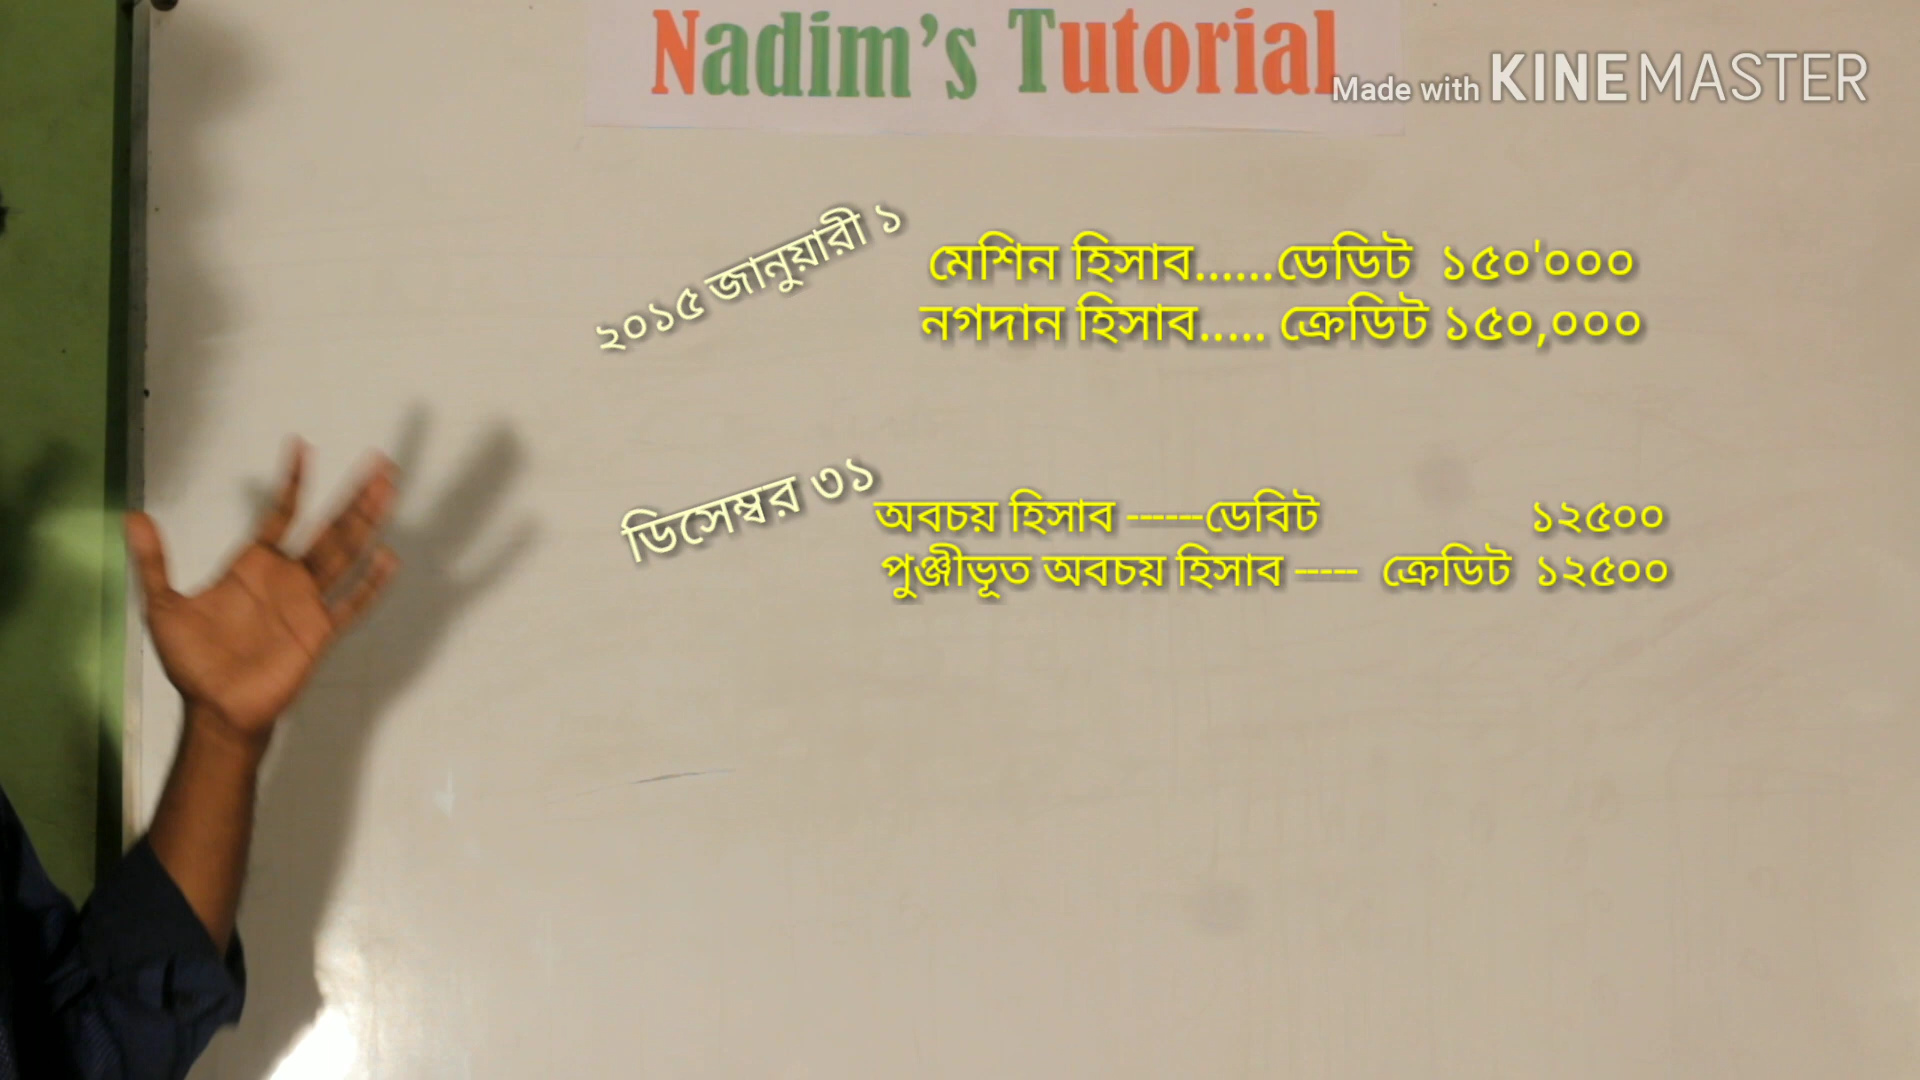 Nadim's Tutorial
Made with KINEMASTER
২০১৫ জানুয়ারী ১
মেশিন হিসাব......ডেডিট ১৫০'০০০
নগদান হিসাব..... ক্রেডিট ১৫০,০০০
ডিসেম্বর ৩১
অবচয় হিসাব ------ডেবিট ১২৫০০
পুঞ্জীভূত অবচয় হিসাব ----- ক্রেডিট ১২৫০০